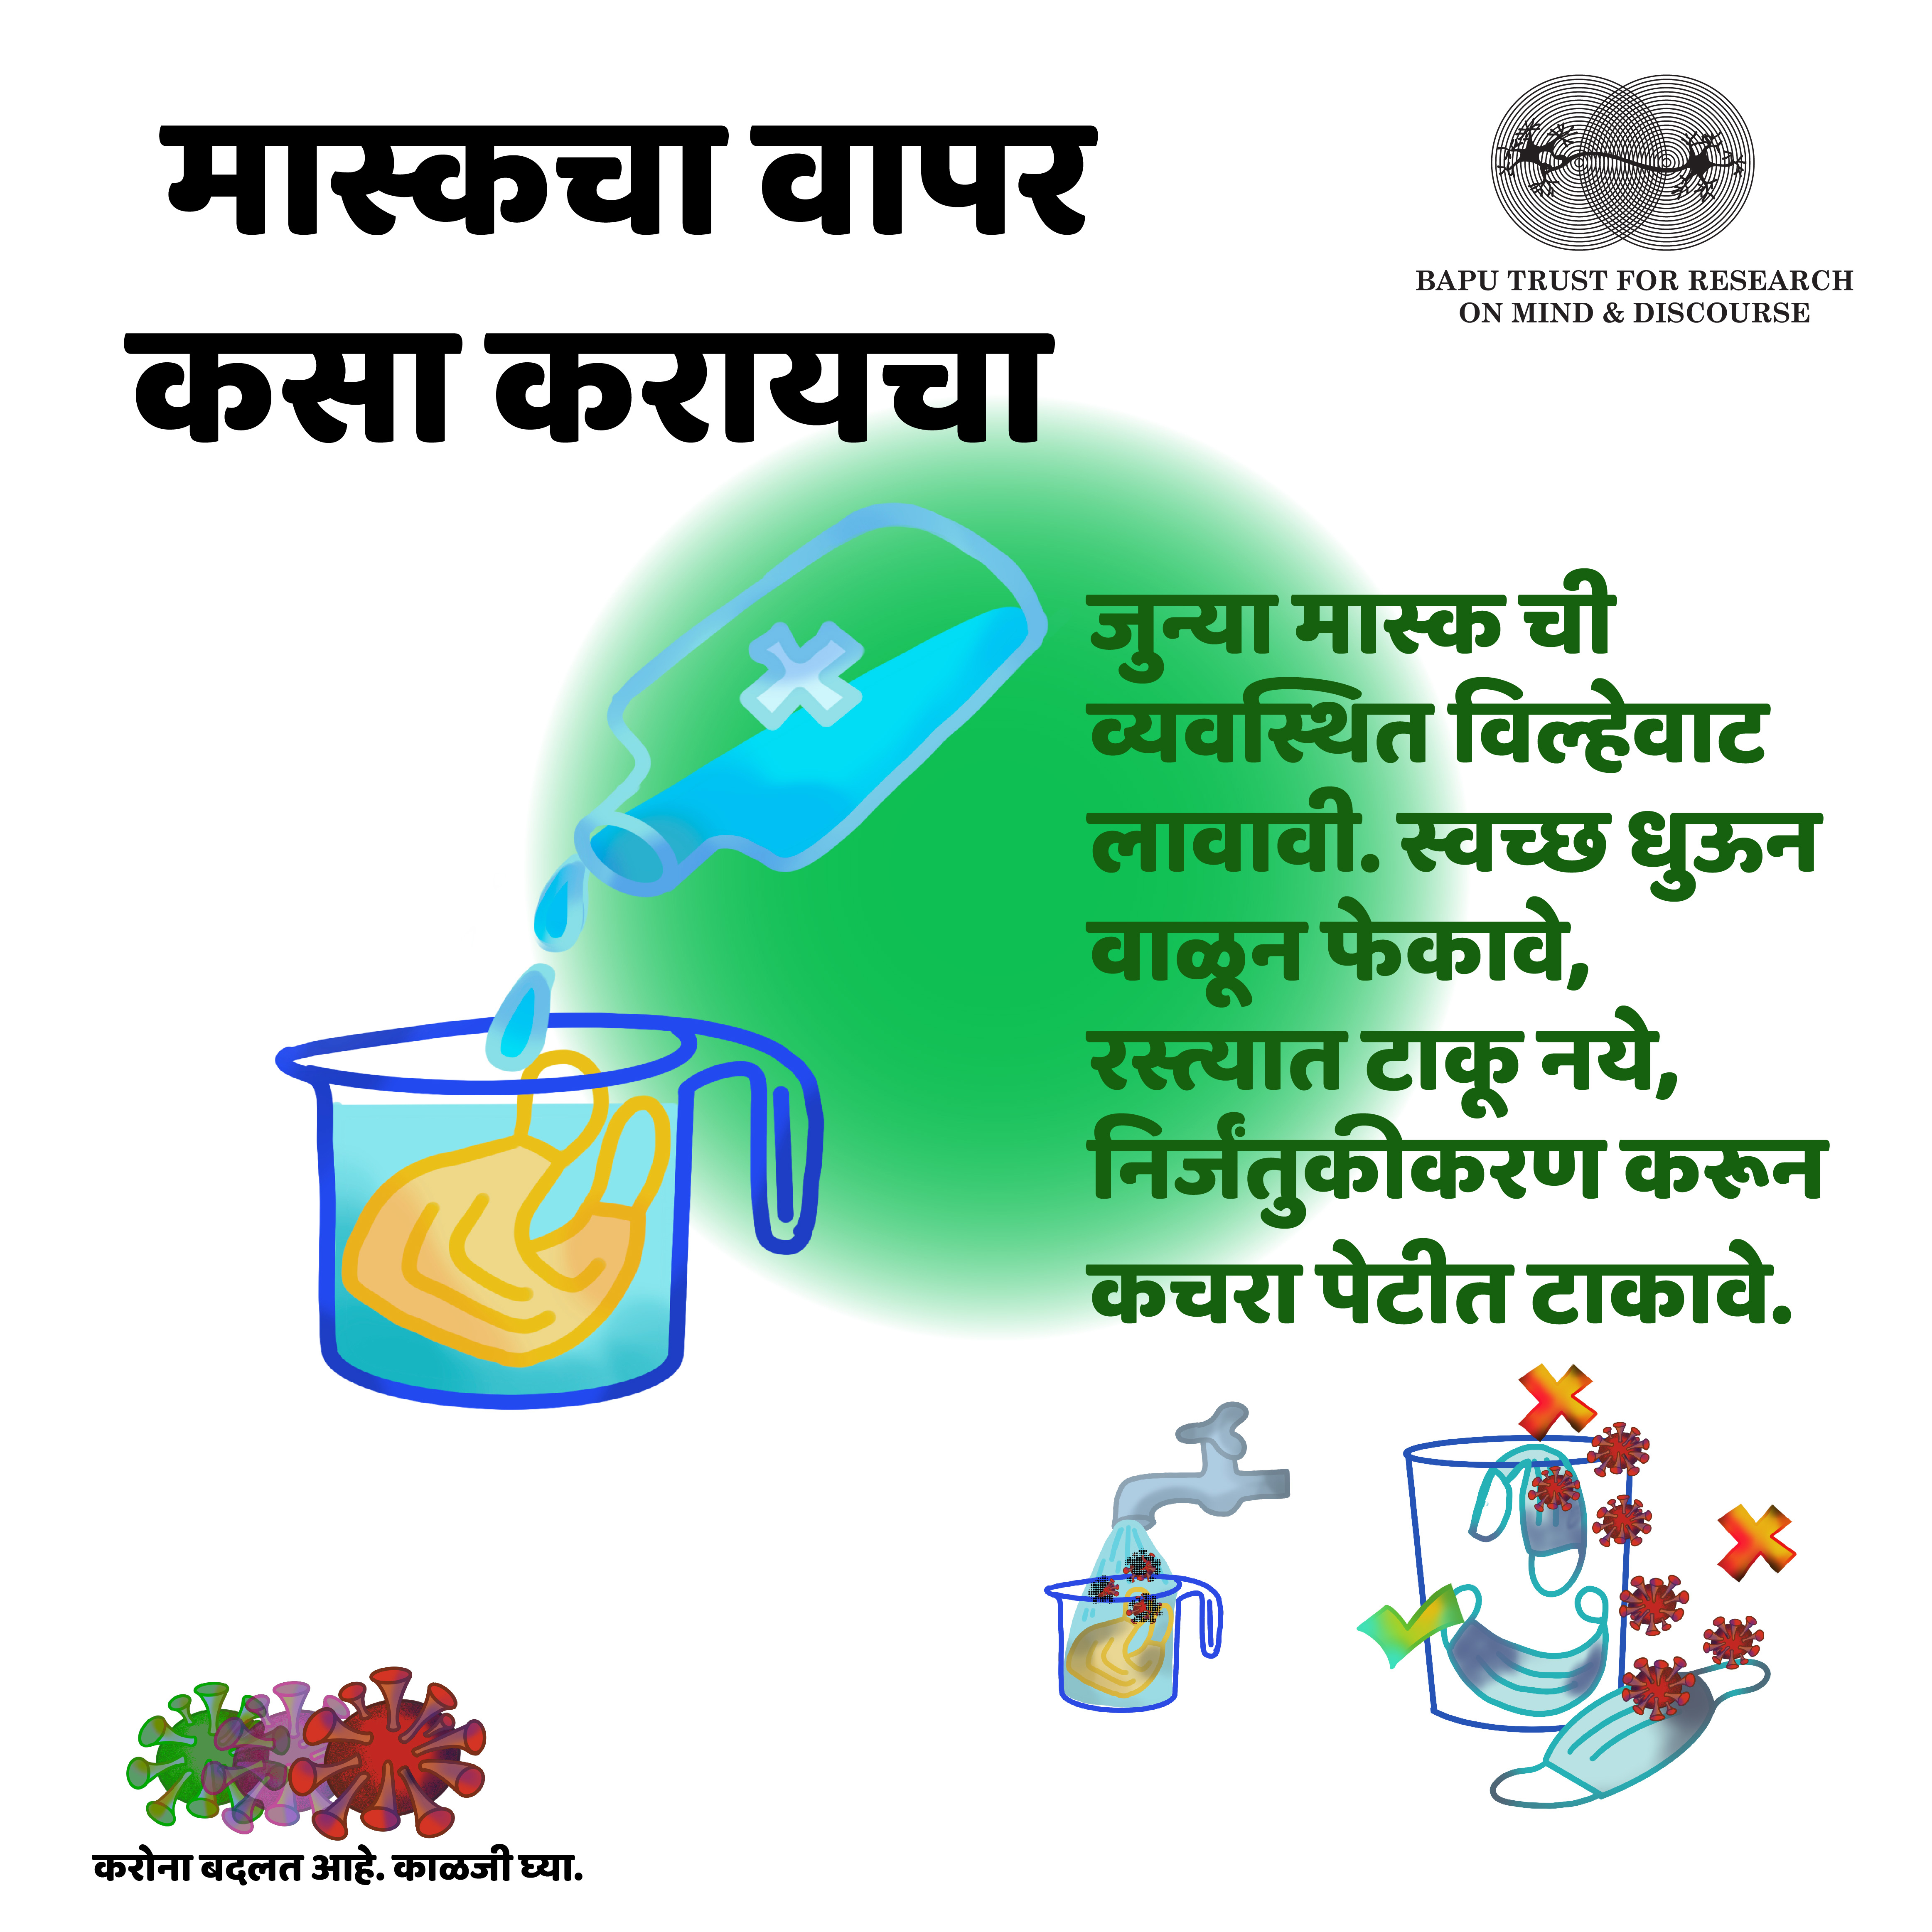 मास्कचा वापर
कसा करायचा
BAPU TRUST FOR RESEARCH
ON MIND & DISCOURSE
जुन्या मास्क ची
व्यवस्थित विल्हेवाट
लावावी. स्वच्छ धुऊन
वाळून फेकावे,
रस्त्यात टाकू नये,
निर्जंतुकीकरण करून
कचरा पेटीत टाकावे.
करोना बदलत आहे. काळजी घ्या.